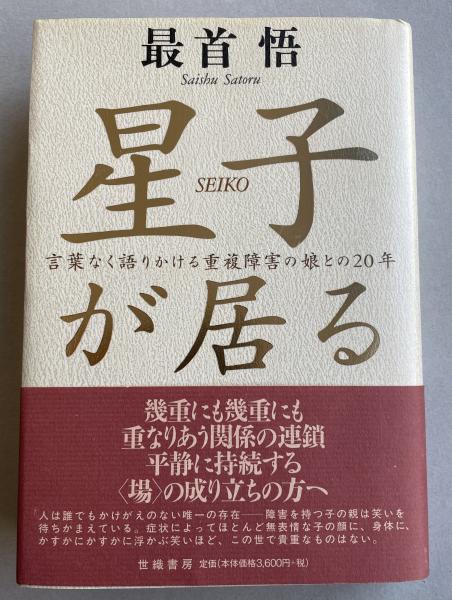 最首 悟
Saishu Satoru
星子
SEIKO
言葉なく語りかける重複障害の娘との20年
が居る
幾重にも幾重にも
重なりあう関係の連鎖
平静に持続する
〈場〉の成り立ちの方へ
「人は誰でもかけがえのない唯一の存在――障害を持つ子の親は笑いを
待ちかまえている。症状によってほとんど無表情な子の顔に、身体に、
かすかにかすかに浮かぶ笑いほど、この世で貴重なものはない。
世織書房 定価(本体価格3,600円+税)